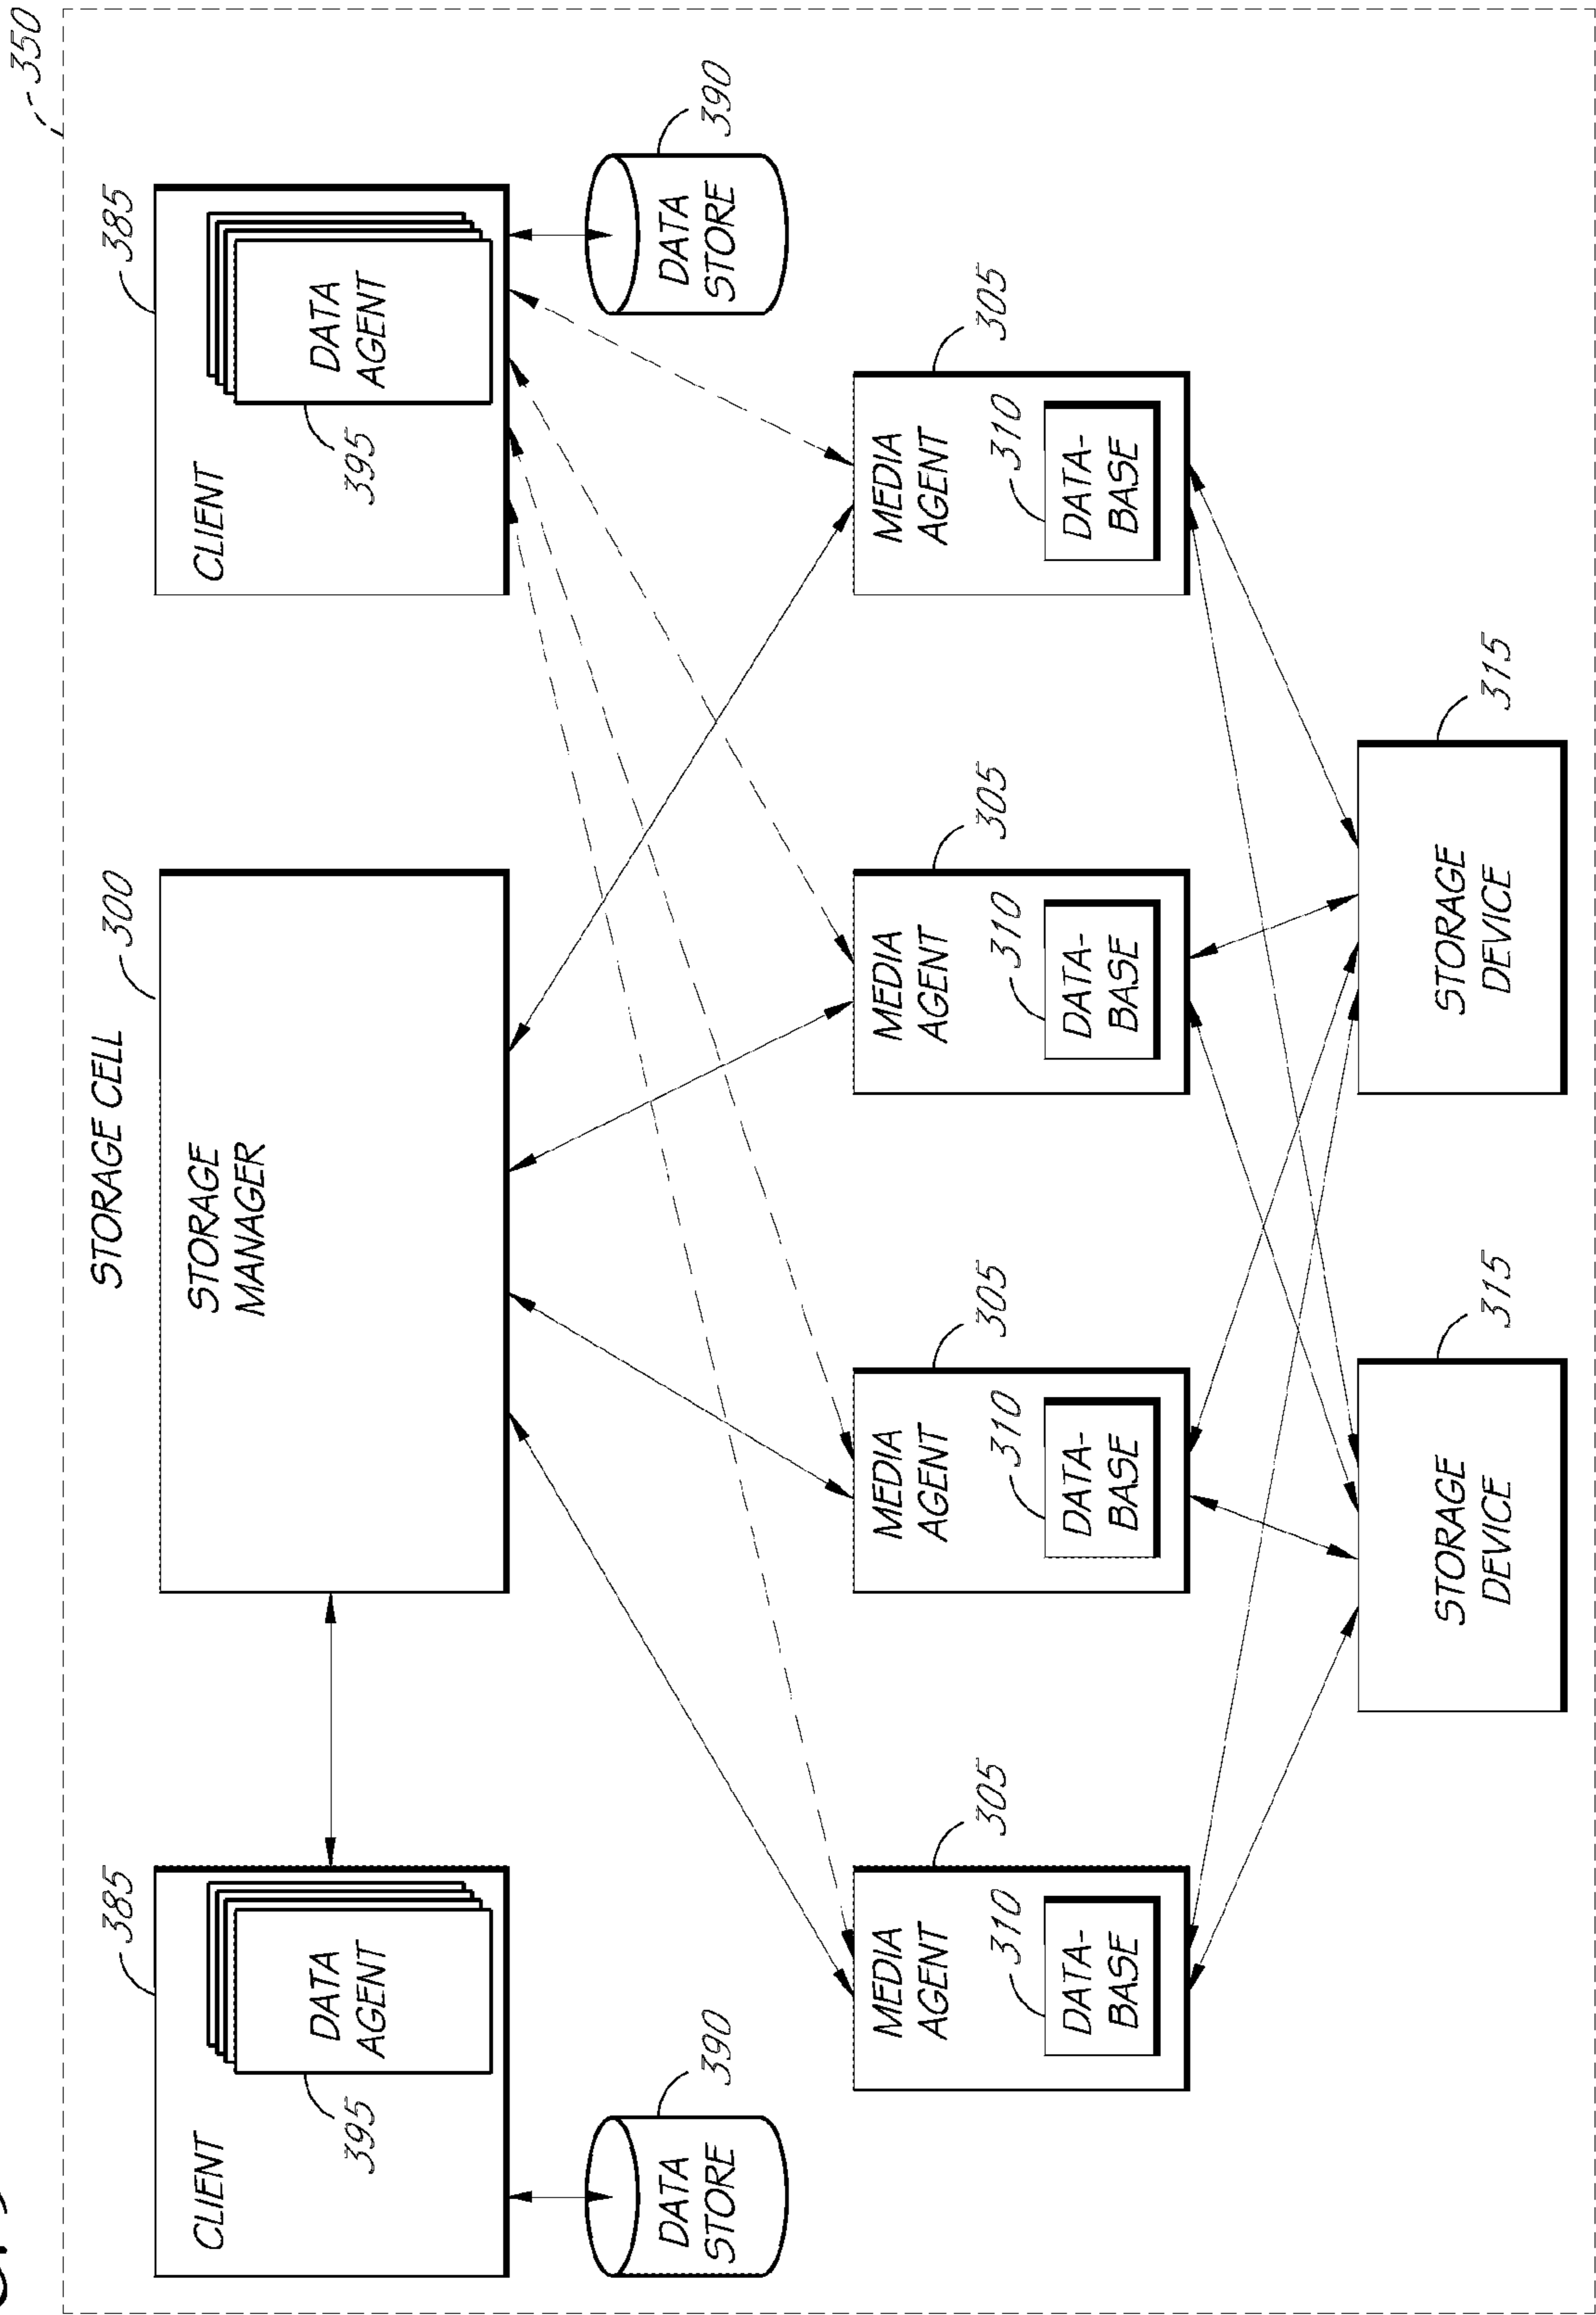 350
STORAGE CELL
385
300
385
CLIENT
395
DATA
AGENT
STORAGE
MANAGER
CLIENT
395
DATA
AGENT
DATA
STORE
390
DATA
STORE
390
MEDIA
AGENT
305
310
DATA-
BASE
MEDIA
AGENT
305
310
DATA-
BASE
MEDIA
AGENT
305
310
DATA-
BASE
MEDIA
AGENT
305
310
DATA-
BASE
STORAGE
DEVICE
315
STORAGE
DEVICE
315